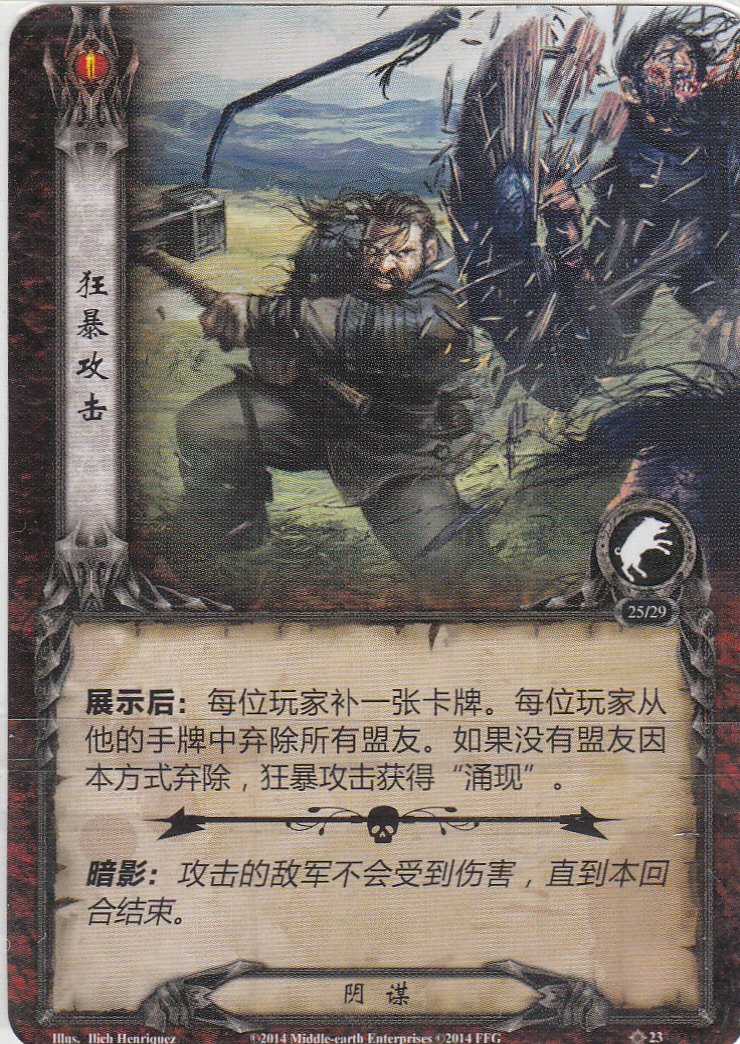 狂暴攻击
25/29
展示后：每位玩家补一张卡牌。每位玩家从
他的手牌中弃除所有盟友。如果没有盟友因
本方式弃除，狂暴攻击获得“涌现”。
暗影：攻击的敌军不会受到伤害，直到本回
合结束。
阴谋
Illus. Ilich Henriquez ©2014 Middle-earth Enterprises ©2014 FFG 23